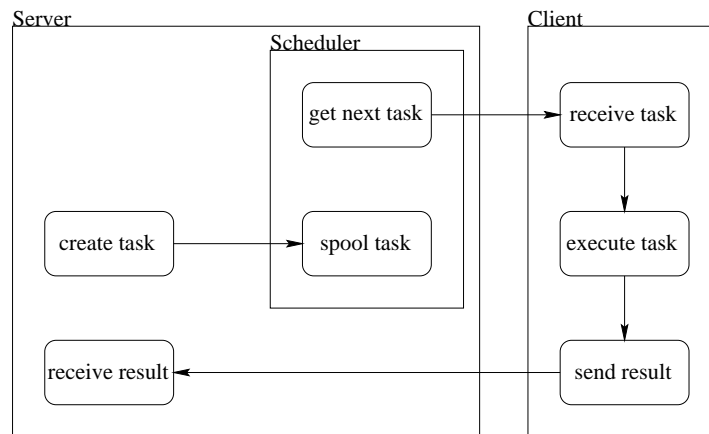 Server
Client
Scheduler
get next task
receive task
create task
spool task
execute task
receive result
send result